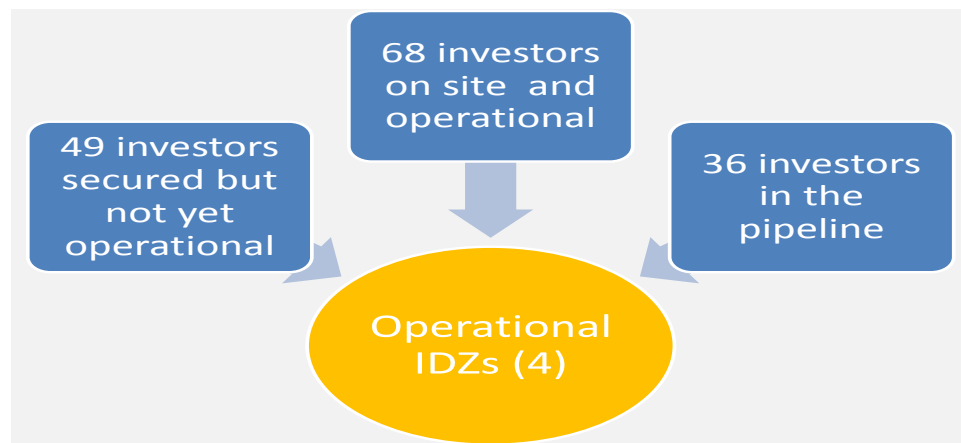 68 investors
on site and
operational
49 investors
secured but
not yet
operational
36 investors
in the
pipeline
Operational
IDZs (4)